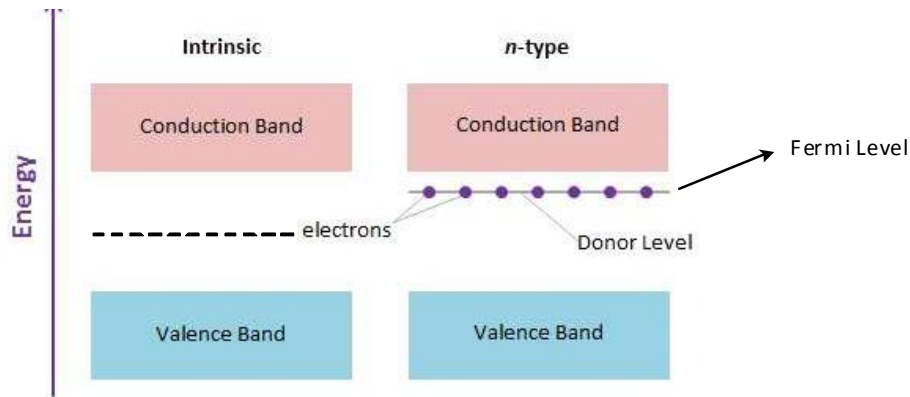 Intrinsic
n-type
Conduction Band
Conduction Band
Fermi Level
Energy
electrons
Donor Level
Valence Band
Valence Band